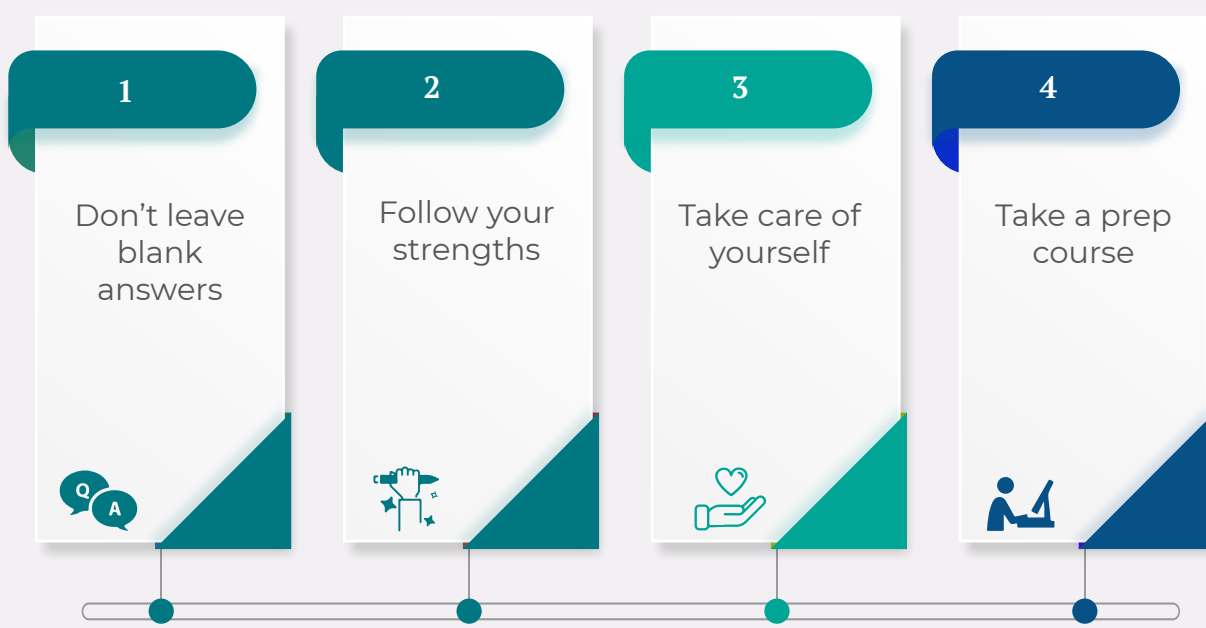 1
Don’t leave
blank
answers
Q
A
2
Follow your
strengths
3
Take care of
yourself
4
Take a prep
course